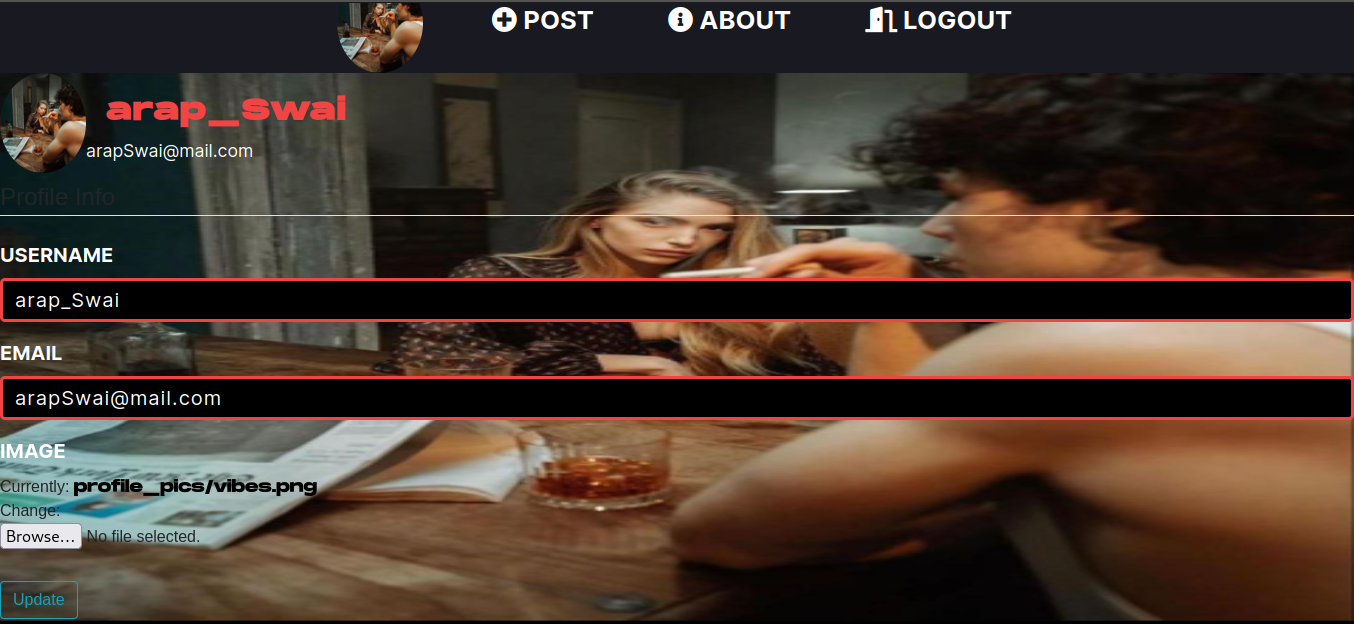 POST ABOUT LOGOUT
arap_Swai
arapSwai@mail.com
Profile Info
USERNAME
arap_Swai
EMAIL
arapSwai@mail.com
IMAGE
Currently: profile_pics/vibes.png
Change:
Browse... No file selected.
Update